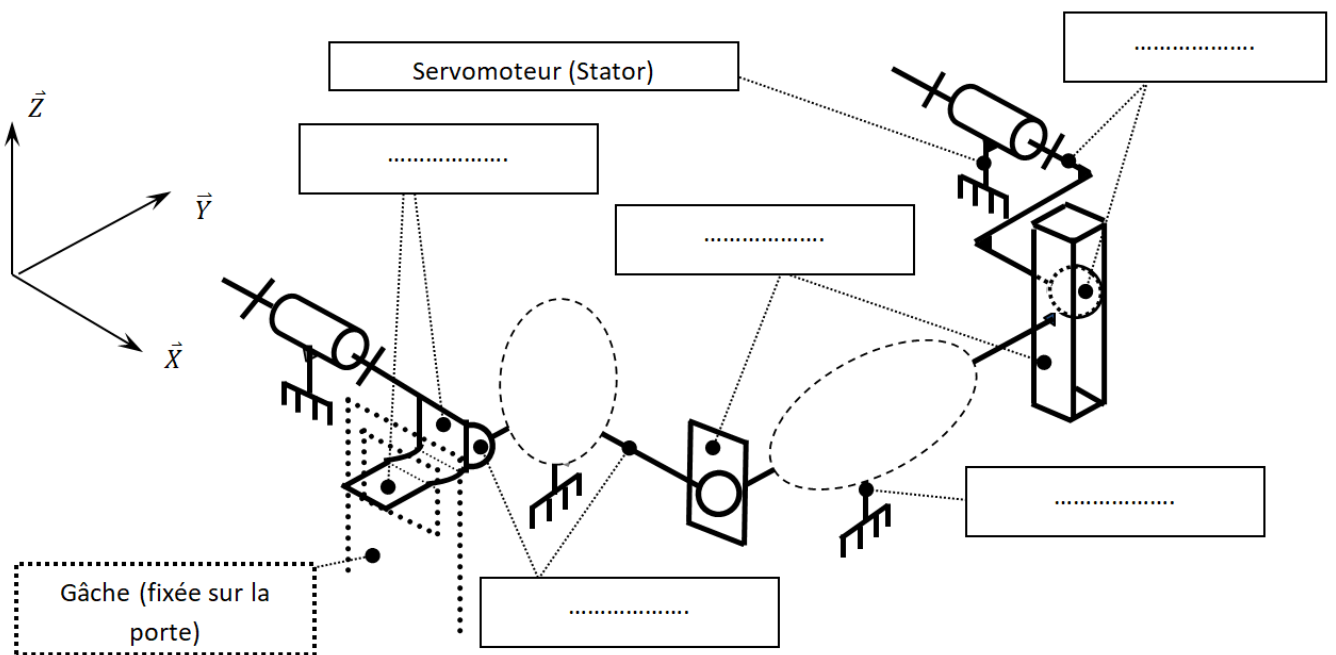 ……………….
Servomoteur (Stator)
Z
……………….
Y
……………….
X
……………….
Gâche (fixée sur la
porte)
……………….